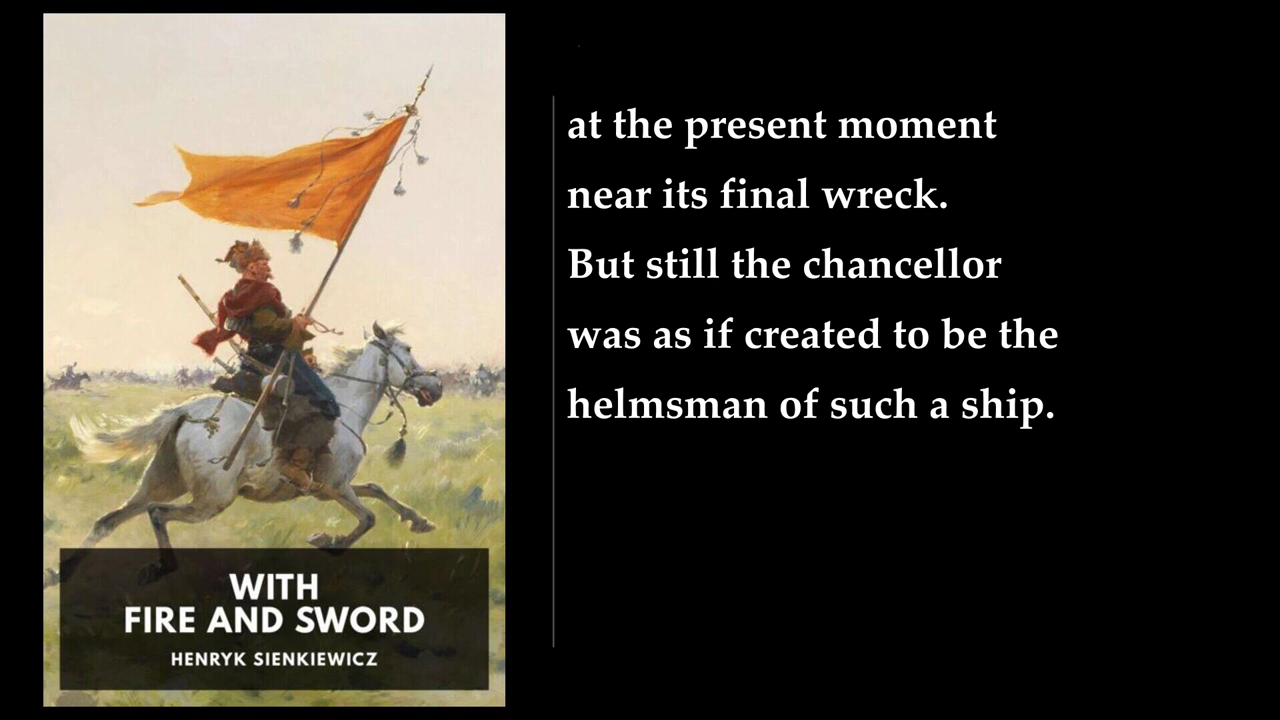 WITH
FIRE AND SWORD
HENRYK SIENKIEWICZ
at the present moment
near its final wreck.
But still the chancellor
was as if created to be the
helmsman of such a ship.